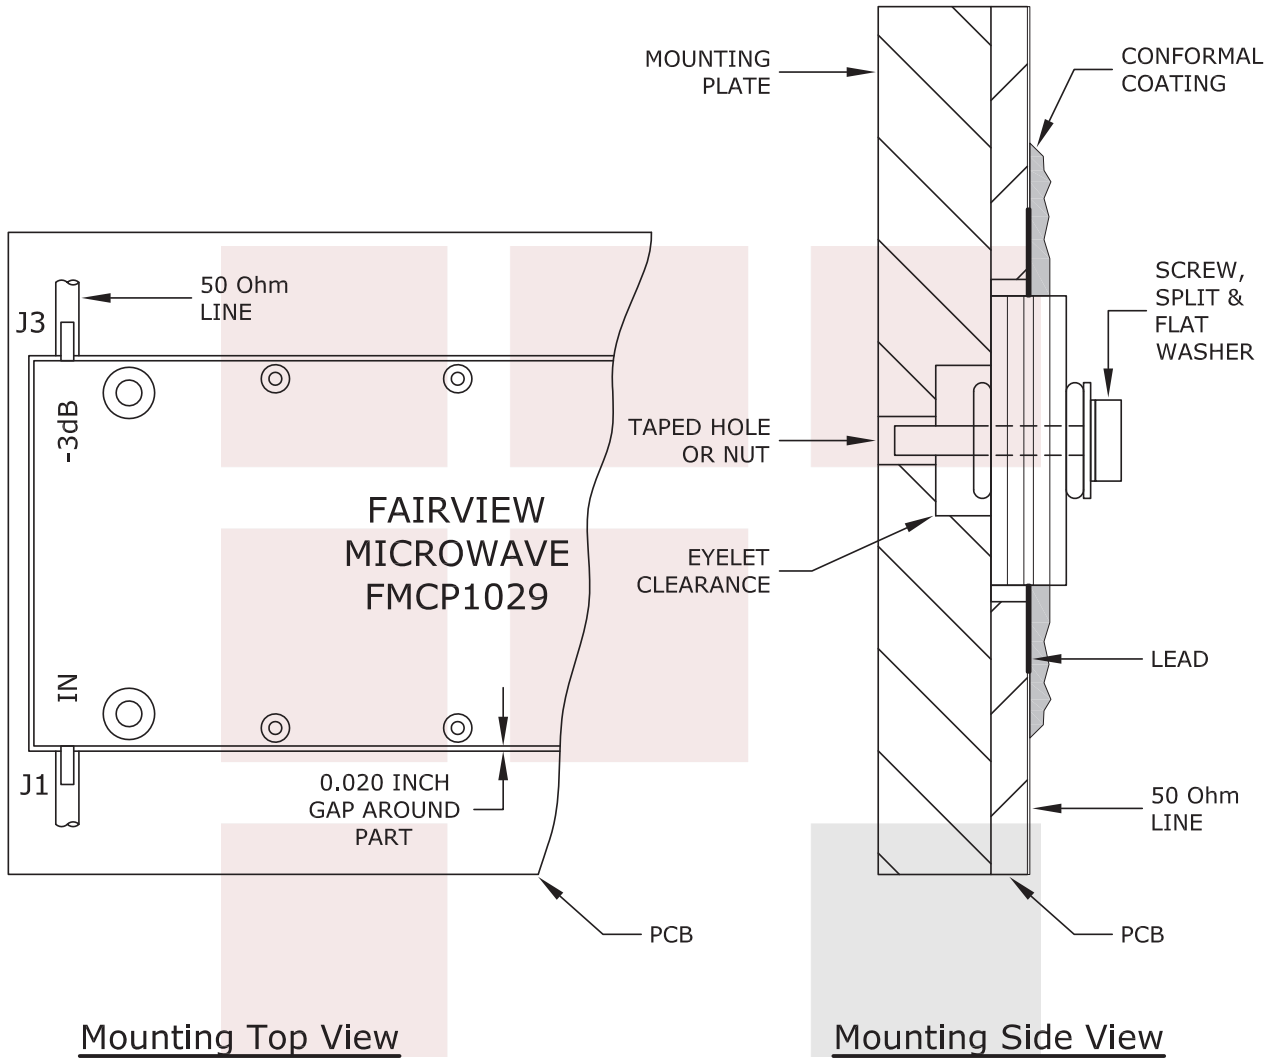 MOUNTING
PLATE
CONFORMAL
COATING
50 Ohm
LINE
J3
-3dB
SCREW,
SPLIT &
FLAT
WASHER
TAPED HOLE
OR NUT
FAIRVIEW
MICROWAVE
FMCP1029
EYELET
CLEARANCE
IN
J1
LEAD
0.020 INCH
GAP AROUND
PART
50 Ohm
LINE
PCB
PCB
Mounting Top View
Mounting Side View